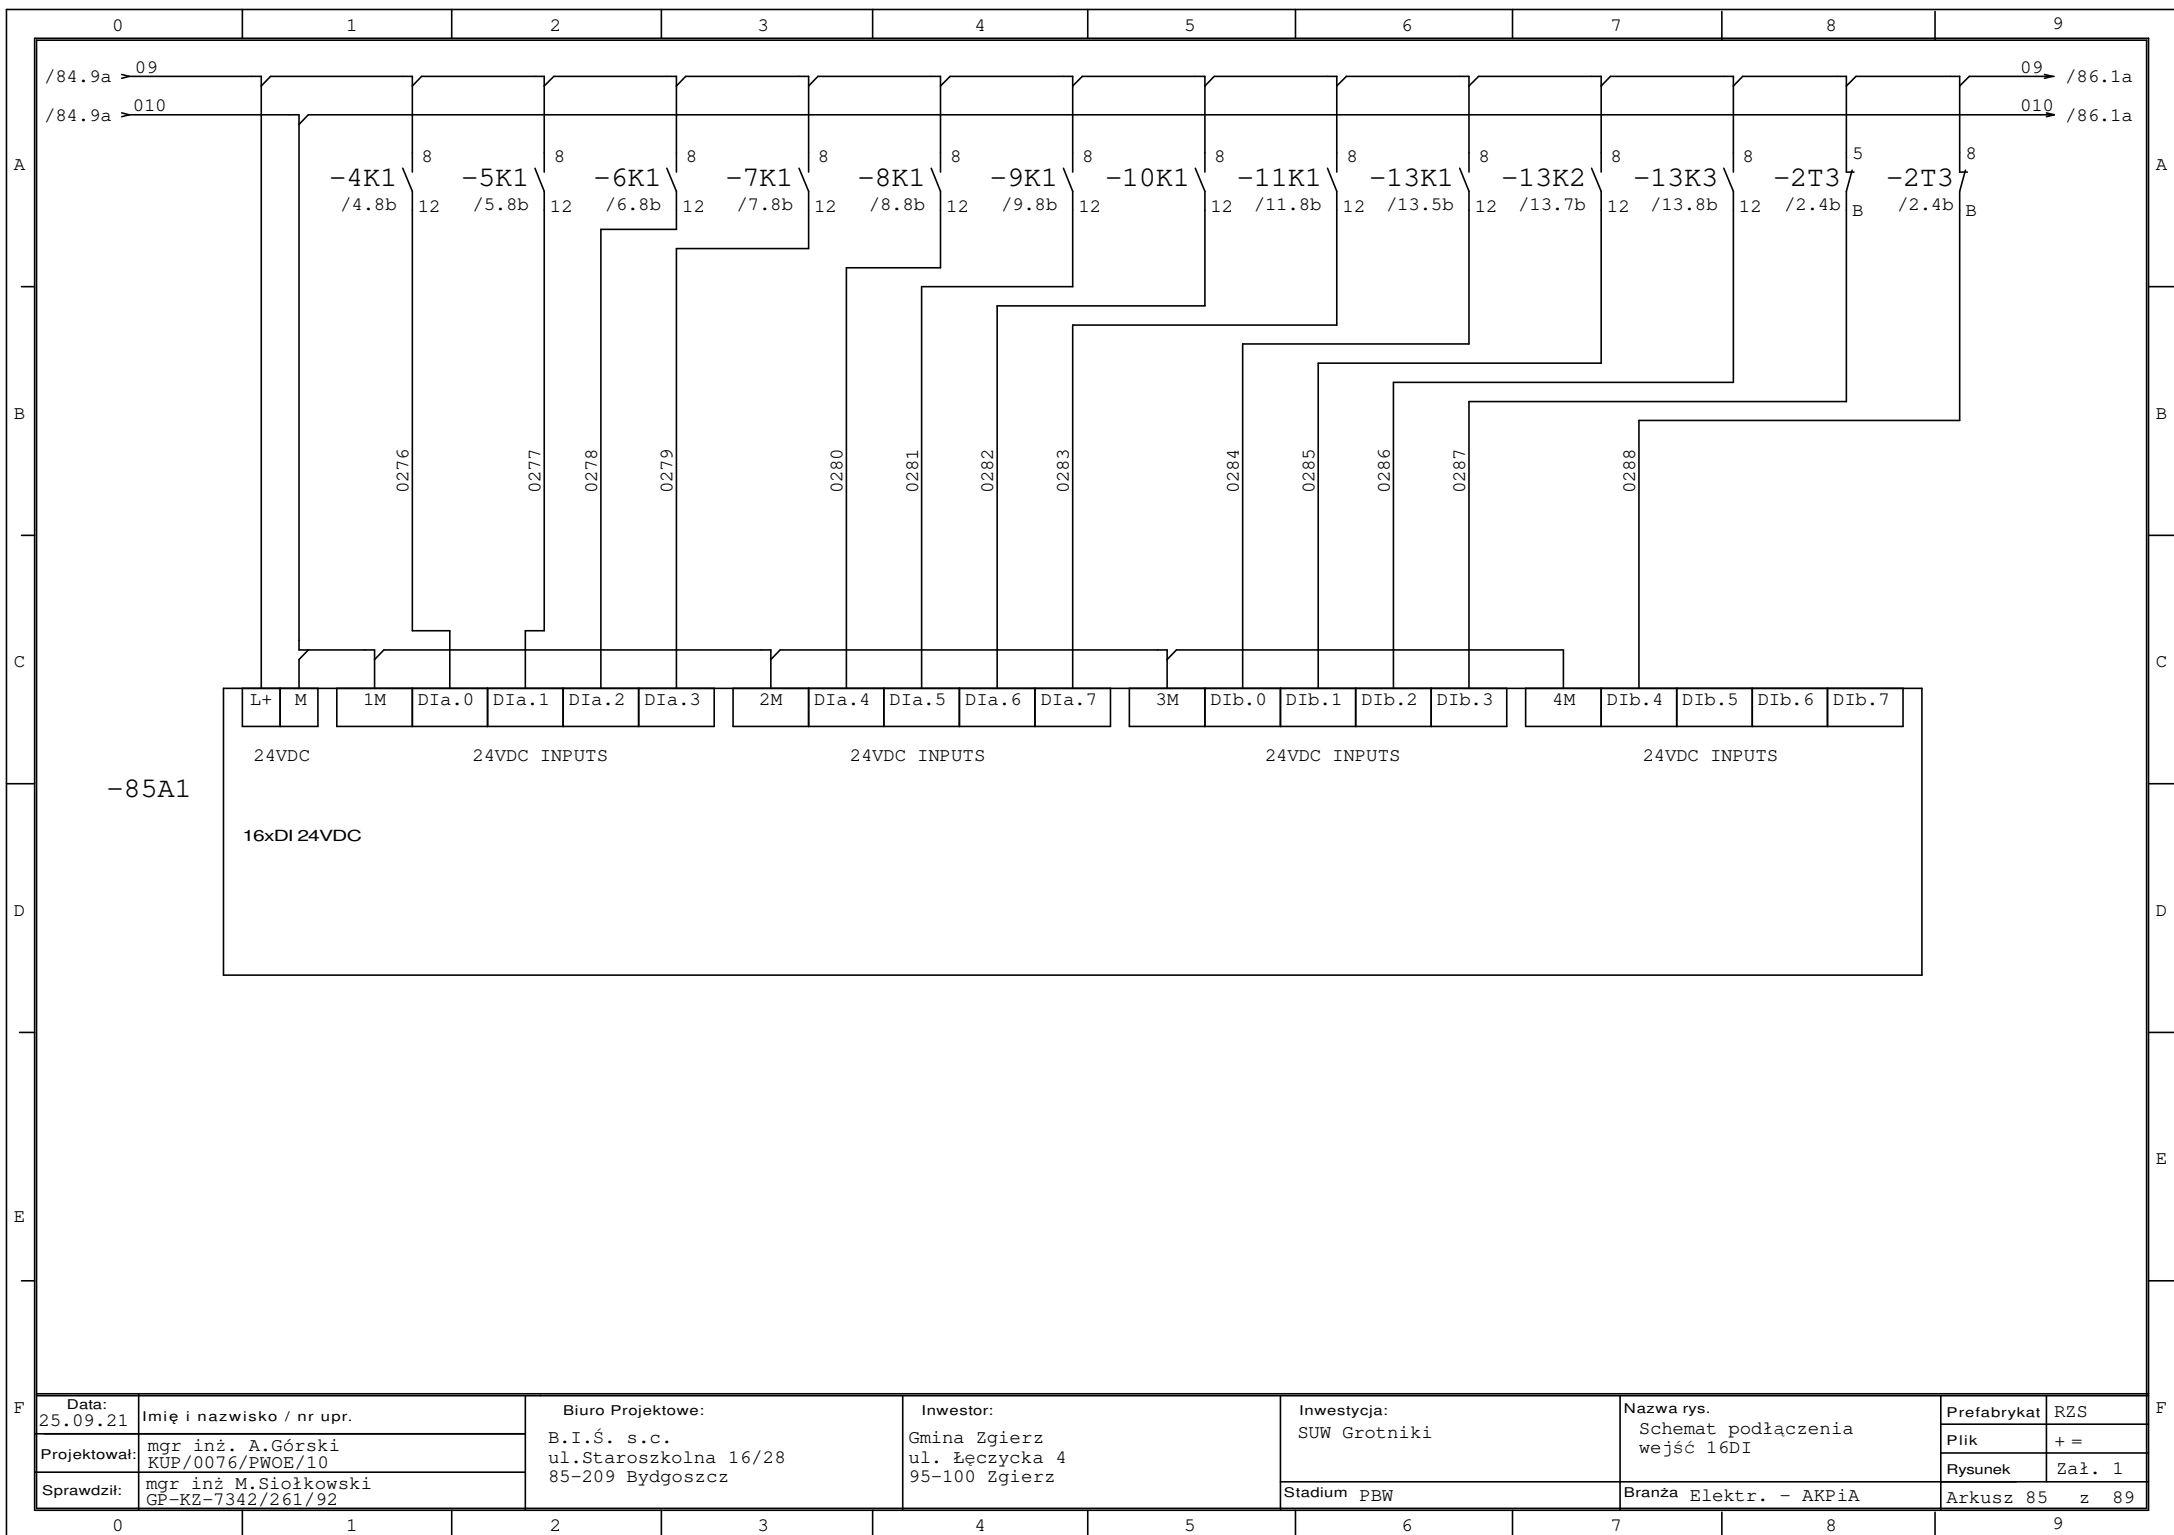 0 1 2 3 4 5 6 7 8 9
/84.9a 09 09 /86.1a
/84.9a 010 010 /86.1a
A 8 8 8 8 8 8 8 8 8 8 8 5 8 A
-4K1 -5K1 -6K1 -7K1 -8K1 -9K1 -10K1 -11K1 -13K1 -13K2 -13K3 -2T3 -2T3
/4.8b 12 /5.8b 12 /6.8b 12 /7.8b 12 /8.8b 12 /9.8b 12 12 /11.8b 12 /13.5b 12 /13.7b 12 /13.8b 12 /2.4b B /2.4b B
B B
0276 0277 0278 0279 0280 0281 0282 0283 0284 0285 0286 0287 0288
C C
L+ M 1M DIa.0 DIa.1 DIa.2 DIa.3 2M DIa.4 DIa.5 DIa.6 DIa.7 3M DIb.0 DIb.1 DIb.2 DIb.3 4M DIb.4 DIb.5 DIb.6 DIb.7
24VDC 24VDC INPUTS 24VDC INPUTS 24VDC INPUTS 24VDC INPUTS
-85A1
16xDI 24VDC
D D
E
E
F F
Data:
25.09.21
Imię i nazwisko / nr upr.
Projektował:
mgr inż. A.Górski
KUP/0076/PWOE/10
Sprawdził:
mgr inż M.Siołkowski
GP-KZ-7342/261/92
Biuro Projektowe:
B.I.Ś. s.c.
ul.Staroszkolna 16/28
85-209 Bydgoszcz
Inwestor:
Gmina Zgierz
ul. Łęczycka 4
95-100 Zgierz
Inwestycja:
SUW Grotniki
Stadium PBW
Nazwa rys.
Schemat podłączenia
wejść 16DI
Branża Elektr. - AKPiA
Prefabrykat RZS
Plik + =
Rysunek Zał. 1
Arkusz 85 z 89
0 1 2 3 4 5 6 7 8 9